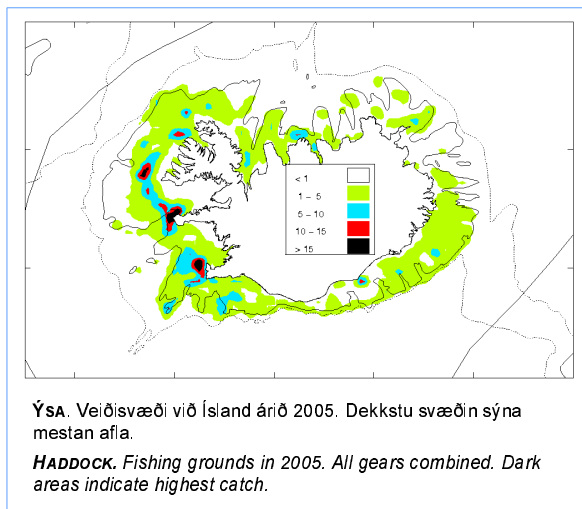 < 1
1 – 5
5 – 10
10 – 15
> 15
ÝSA. Veiðisvæði við Ísland árið 2005. Dekkstu svæðin sýna
mestan afla.
HADDOCK. Fishing grounds in 2005. All gears combined. Dark
areas indicate highest catch.